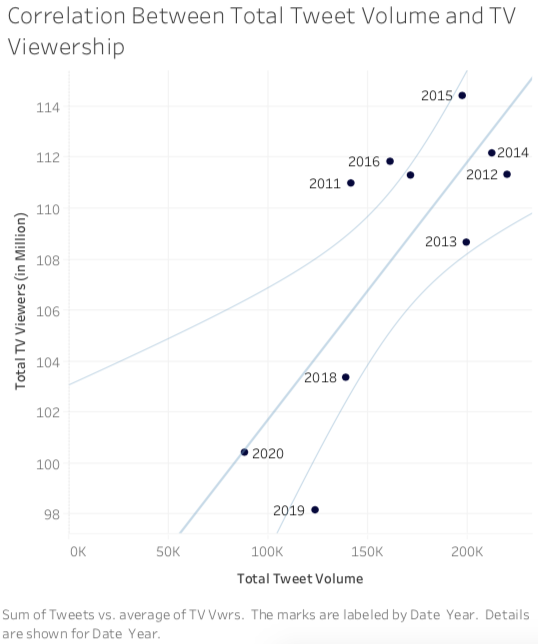 Correlation Between Total Tweet Volume and TV
Viewership
Total TV Viewers (in Million)
114
112
110
108
106
104
102
100
98
2015
2016
2014
2011
2012
2013
2018
2020
2019
0K
50K
100K
150K
200K
Total Tweet Volume
Sum of Tweets vs. average of TV Vwrs. The marks are labeled by Date Year. Details
are shown for Date Year.